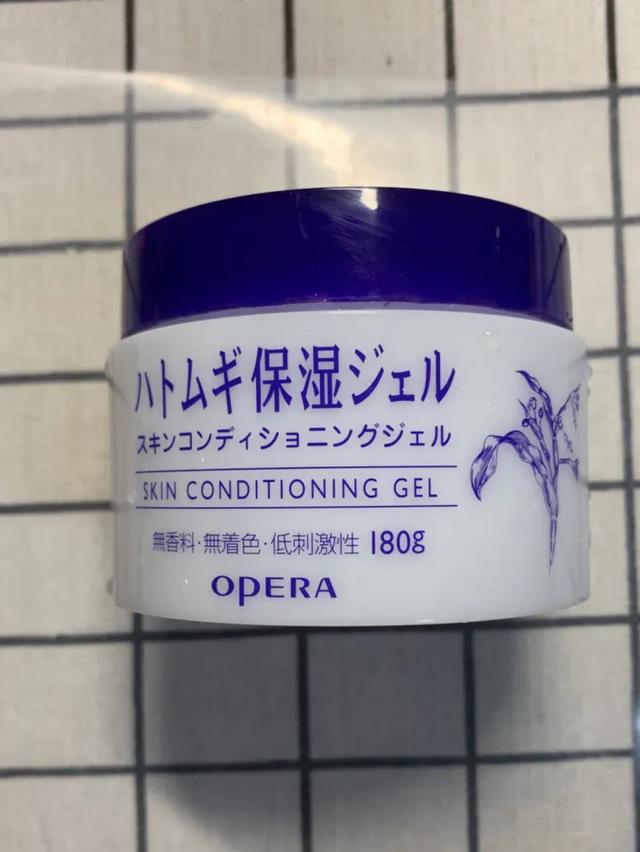 ハトムギ保湿ジェル
スキンコンディショニングジェル
SKIN CONDITIONING GEL
無香料・無着色・低刺激性 180g
OPERA